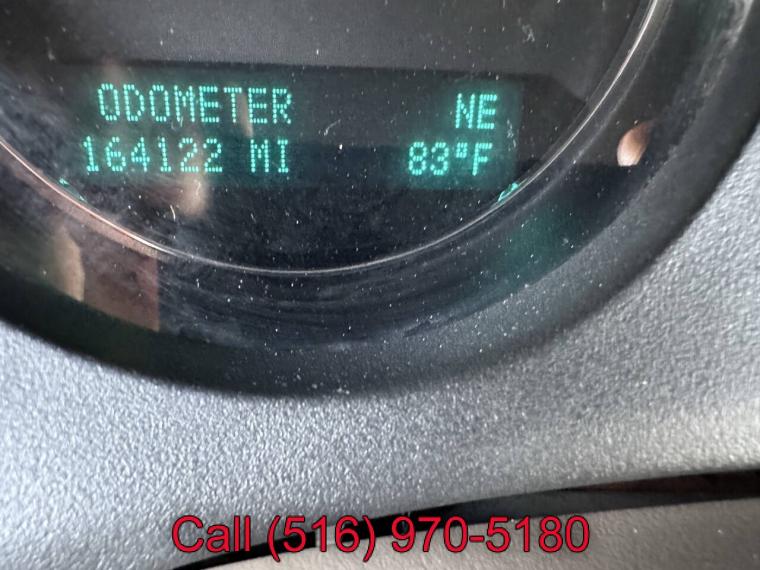 ODOMETER NE
164122 MI 83°F
Call (516) 970-5180